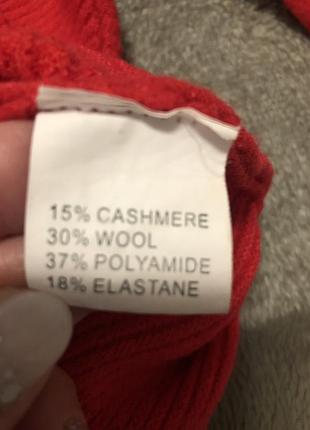 15% CASHMERE
30% WOOL
37% POLYAMIDE
18% ELASTANE